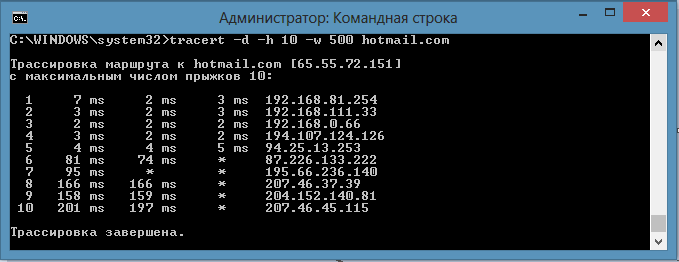 Администратор: Командная строка
C:\WINDOWS\system32>tracert -d -h 10 -w 500 hotmail.com
Трассировка маршрута к hotmail.com [65.55.72.151]
с максимальным числом прыжков 10:
1 7 ms 2 ms 3 ms 192.168.81.254
2 3 ms 2 ms 3 ms 192.168.111.33
3 2 ms 2 ms 2 ms 192.168.0.66
4 3 ms 2 ms 2 ms 194.107.124.126
5 4 ms 4 ms 5 ms 94.25.13.253
6 81 ms 74 ms * 87.226.133.222
7 95 ms * * 195.66.236.140
8 166 ms 166 ms * 207.46.37.39
9 158 ms 159 ms * 204.152.140.81
10 201 ms 197 ms * 207.46.45.115
Трассировка завершена.